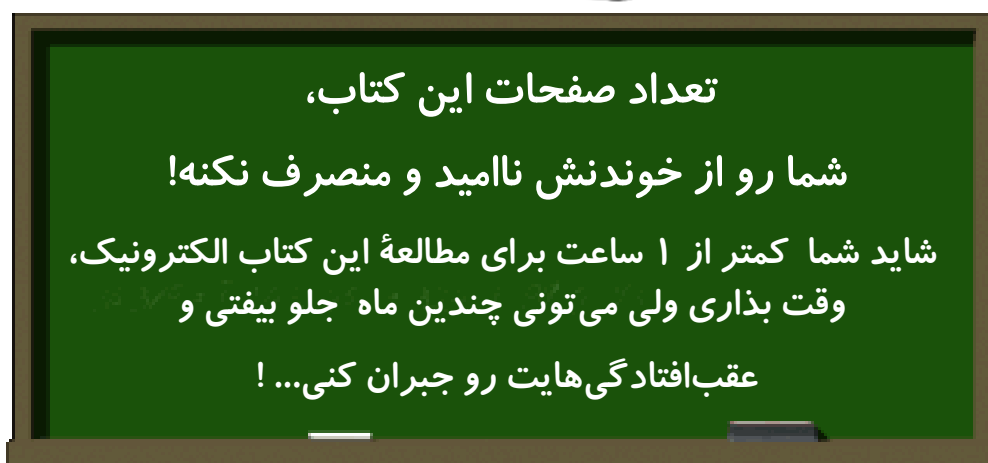 تعداد صفحات این کتاب،
شما رو از خوندنش ناامید و منصرف نکنه!
شاید شما کمتر از ۱ ساعت برای مطالعهٔ این کتاب الکترونیک،
وقت بذاری ولی می‌تونی چندین ماه جلو بیفتی و
عقب‌افتادگی‌هایت رو جبران کنی... !